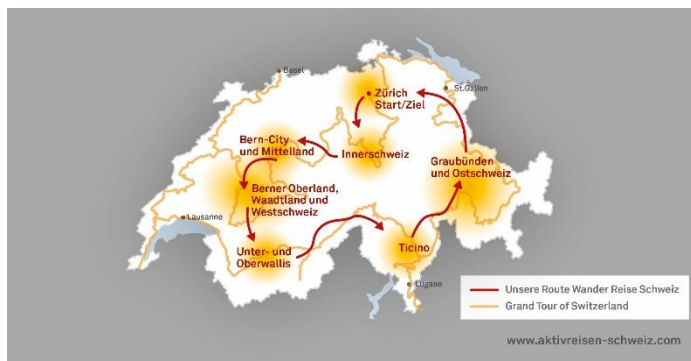 Basel
Zürich
Start/Ziel
St.Gallen
Bern-City
und Mittelland
Innerschweiz
Graubünden
und Ostschweiz
Berner Oberland,
Waadtland und
Westschweiz
Lausanne
Unter- und
Oberwallis
Ticino
Lugano
Unsere Route Wander Reise Schweiz
Grand Tour of Switzerland
www.aktivreisen-schweiz.com